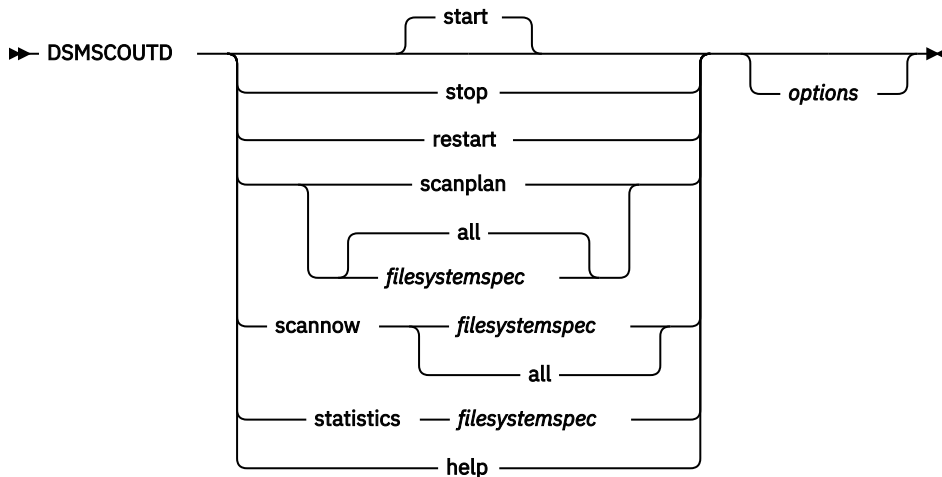 start
DSMSCOUTD
stop
options
restart
scanplan
all
filesystemspec
scannow filesystemspec
all
statistics filesystemspec
help